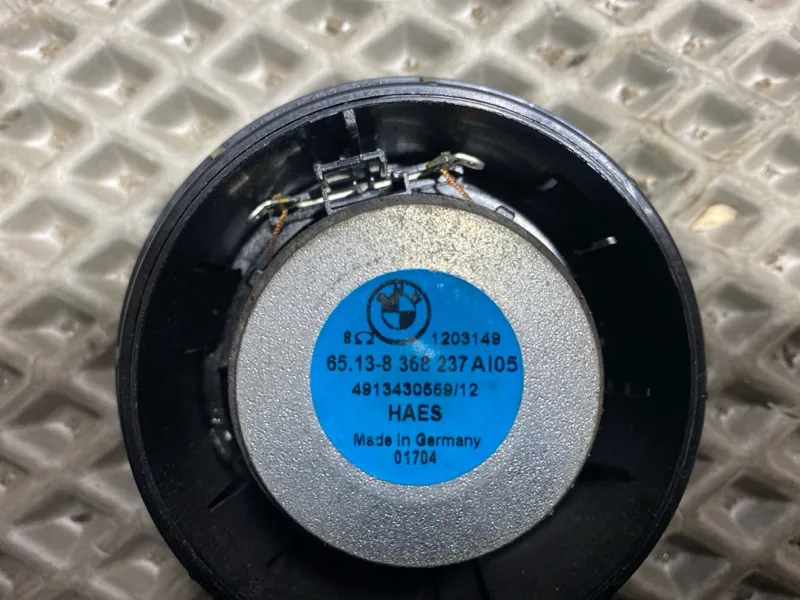 8Ω 1203149
65.13-8 368 237 AI05
4913430569/12
HAES
Made in Germany
01704